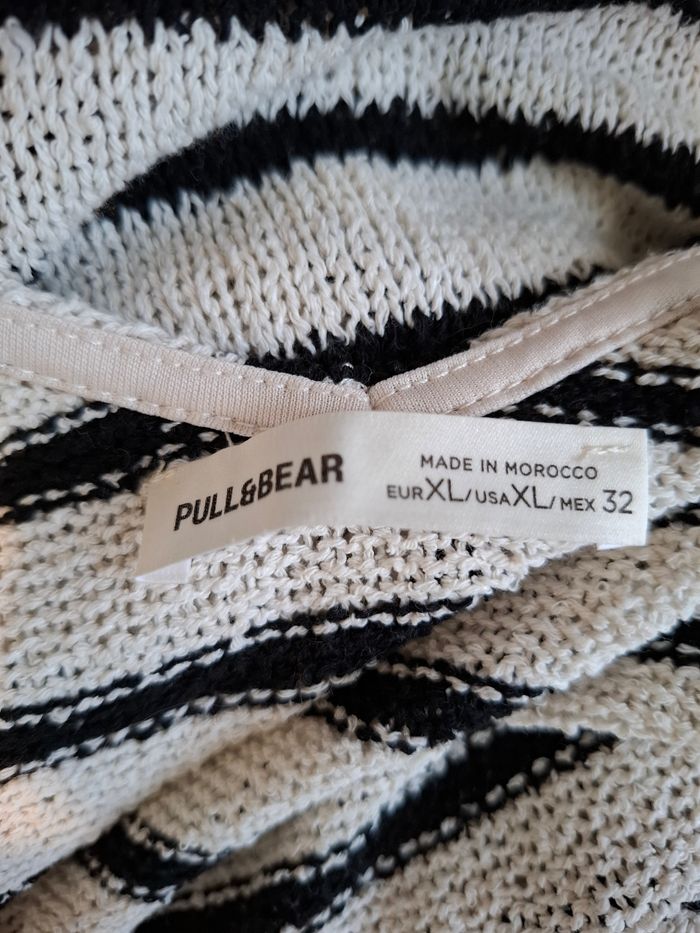 PULL&BEAR
MADE IN MOROCCO
EUR XL/USA XL/MEX 32